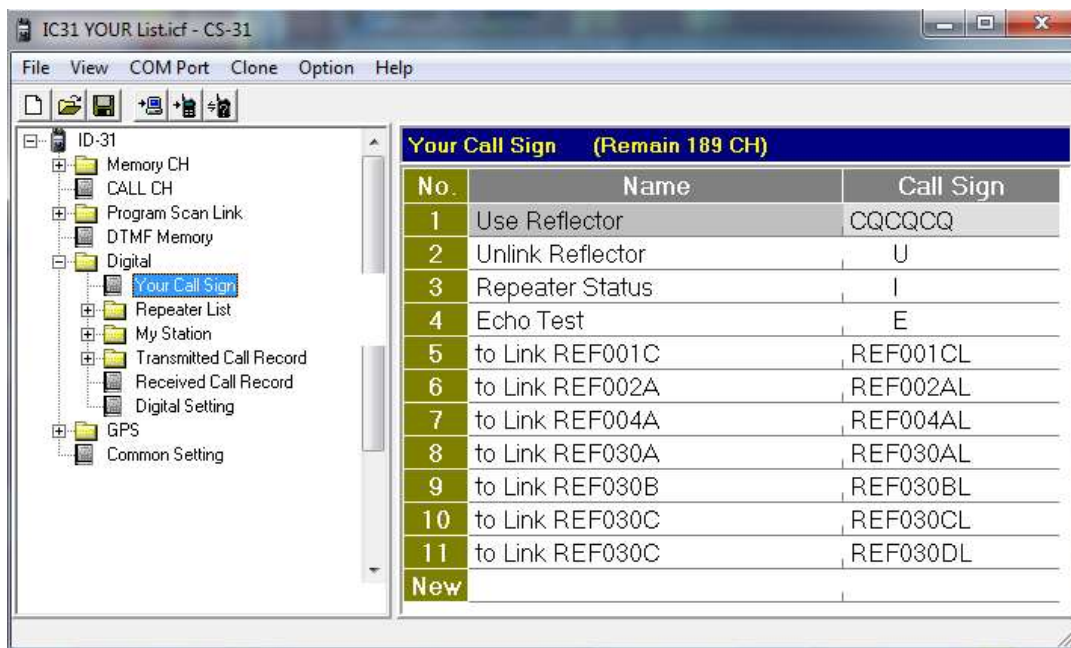 IC31 YOUR List.icf - CS-31
File View COM Port Clone Option Help
ID-31
Memory CH
CALL CH
Program Scan Link
DTMF Memory
Digital
Your Call Sign
Repeater List
My Station
Transmitted Call Record
Received Call Record
Digital Setting
GPS
Common Setting
Your Call Sign (Remain 189 CH)
No. Name Call Sign
1 Use Reflector CQCQCQ
2 Unlink Reflector U
3 Repeater Status I
4 Echo Test E
5 to Link REF001C REF001CL
6 to Link REF002A REF002AL
7 to Link REF004A REF004AL
8 to Link REF030A REF030AL
9 to Link REF030B REF030BL
10 to Link REF030C REF030CL
11 to Link REF030C REF030DL
New